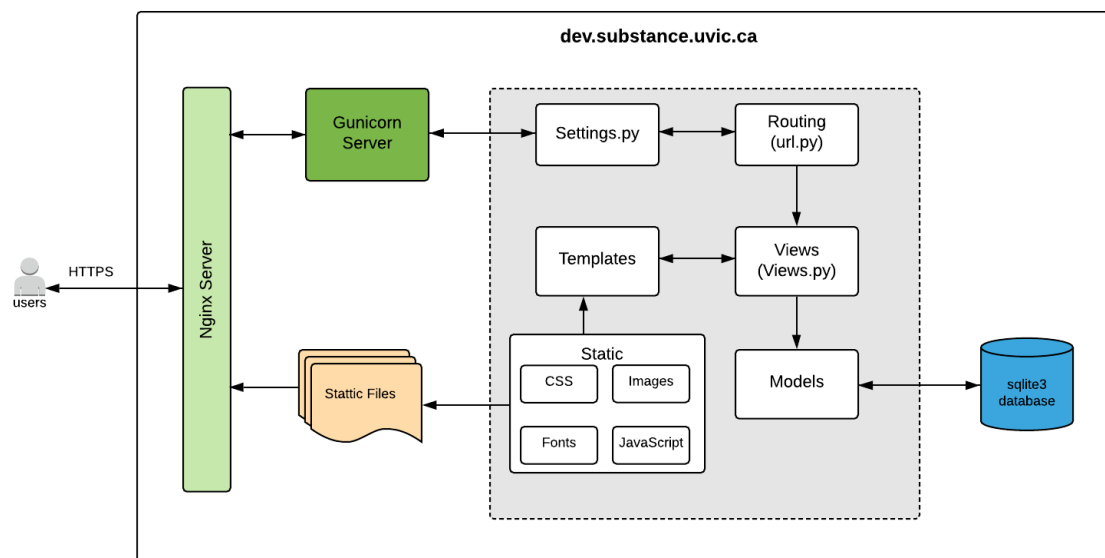 dev.substance.uvic.ca
Gunicorn
Server
Settings.py
Routing
(url.py)
HTTPS
users
Nginx Server
Templates
Views
(Views.py)
Static
CSS
Images
Fonts
JavaScript
Stattic Files
Models
sqlite3
database